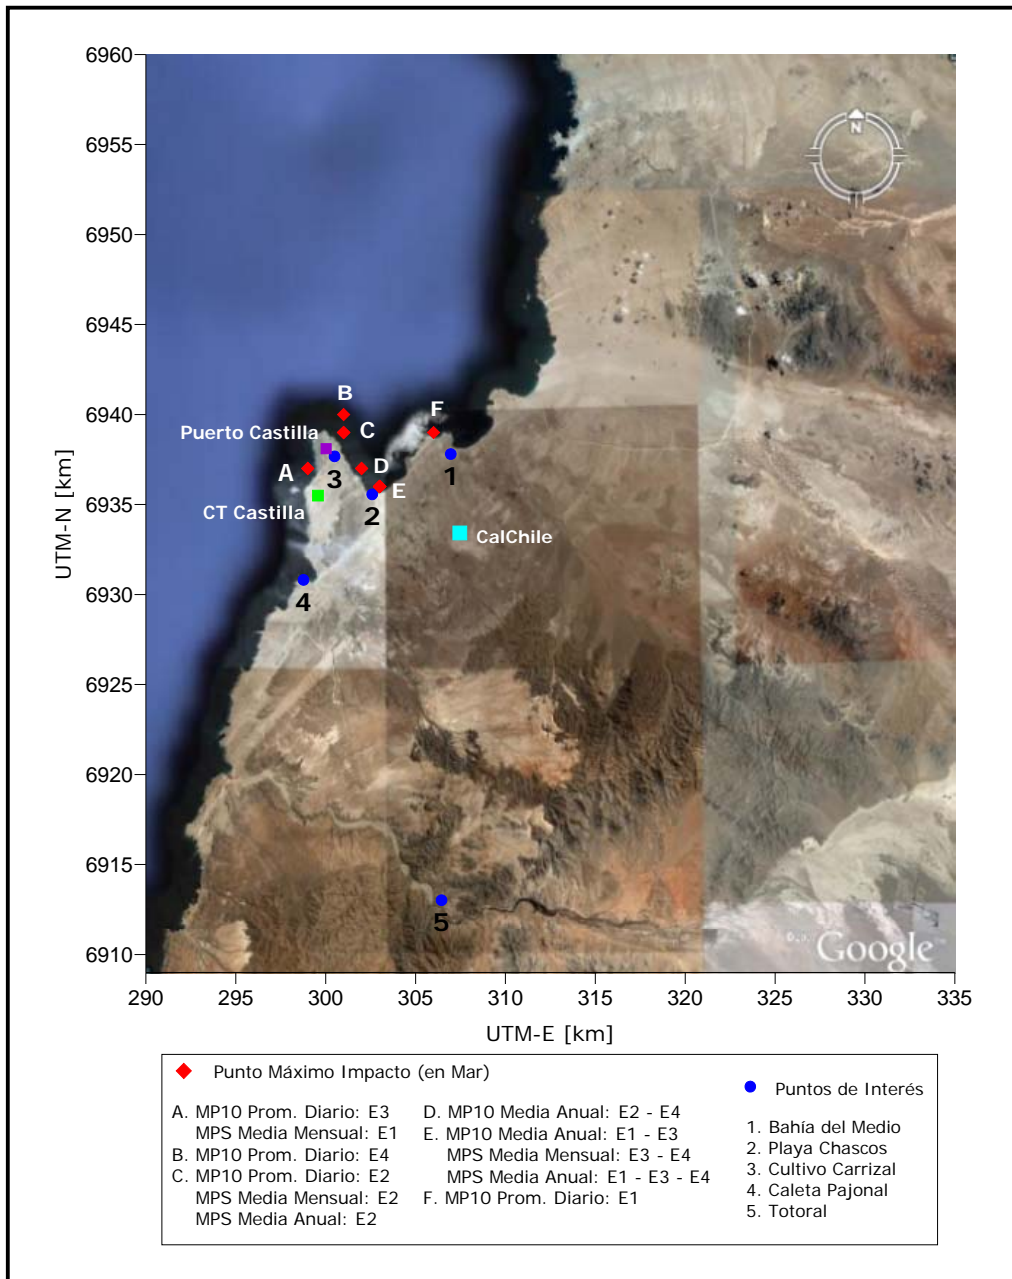 6960
6955
N
6950
6945
6940
B
F
Puerto Castilla
C
A
D
3
1
E
6935
2
CT Castilla
CalChile
UTM-N [km]
6930
4
6925
6920
6915
5
Google
6910
290
295
300
305
310
315
320
325
330
335
UTM-E [km]
Punto Máximo Impacto (en Mar)
A. MP10 Prom. Diario: E3
MPS Media Mensual: E1
B. MP10 Prom. Diario: E4
C. MP10 Prom. Diario: E2
MPS Media Mensual: E2
MPS Media Anual: E2
D. MP10 Media Anual: E2 - E4
E. MP10 Media Anual: E1 - E3
MPS Media Mensual: E3 - E4
MPS Media Anual: E1 - E3 - E4
F. MP10 Prom. Diario: E1
Puntos de Interés
1. Bahía del Medio
2. Playa Chascos
3. Cultivo Carrizal
4. Caleta Pajonal
5. Totoral